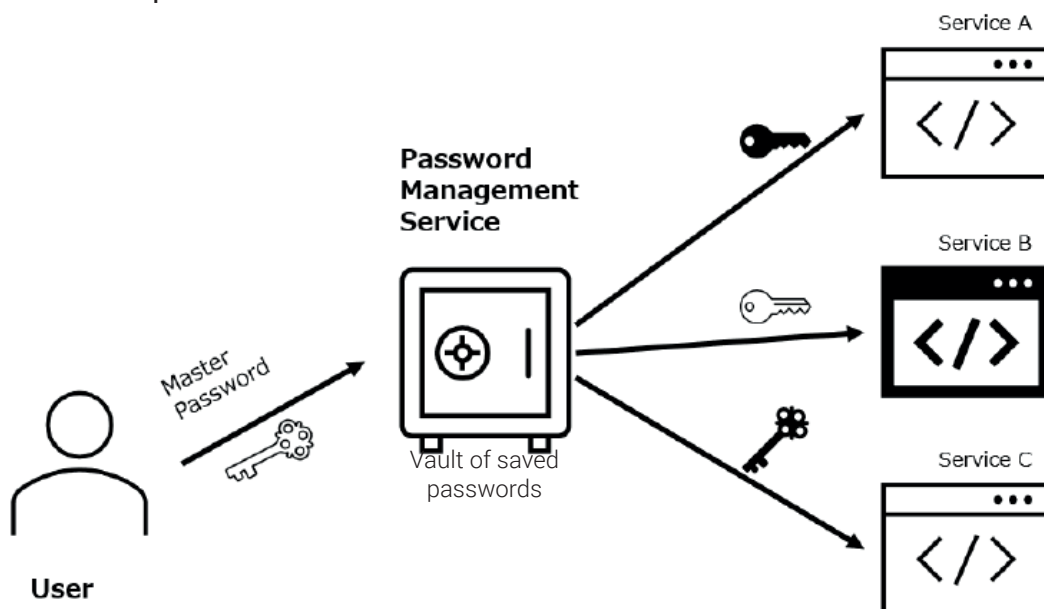 Service A
Password
Management
Service
Service B
Master
Password
Vault of saved
passwords
Service C
User